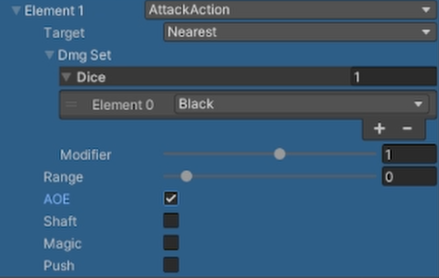 Element 1 AttackAction
Target Nearest
Dmg Set
Dice 1
Element 0 Black
+ -
Modifier 1
Range 0
AOE
Shaft
Magic
Push